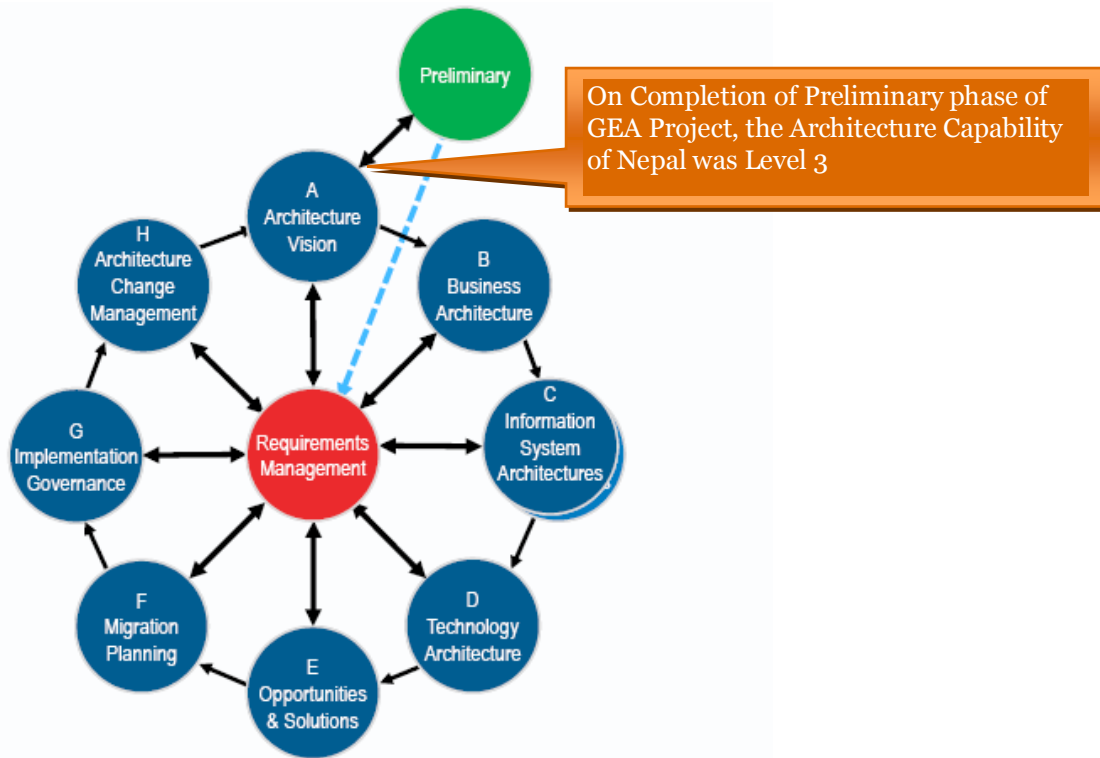 Preliminary
On Completion of Preliminary phase of
GEA Project, the Architecture Capability
of Nepal was Level 3
A
Architecture
Vision
H
Architecture
Change
Management
B
Business
Architecture
C
Information
System
Architectures
G
Implementation
Governance
Requirements
Management
F
Migration
Planning
D
Technology
Architecture
E
Opportunities
& Solutions